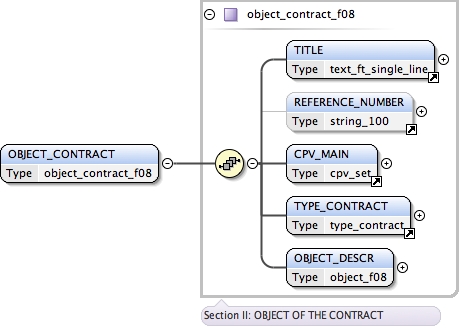 object_contract_f08
TITLE
Type text_ft_single_line
REFERENCE_NUMBER
Type string_100
OBJECT_CONTRACT
Type object_contract_f08
CPV_MAIN
Type cpv_set
TYPE_CONTRACT
Type type_contract
OBJECT_DESCR
Type object_f08
Section II: OBJECT OF THE CONTRACT